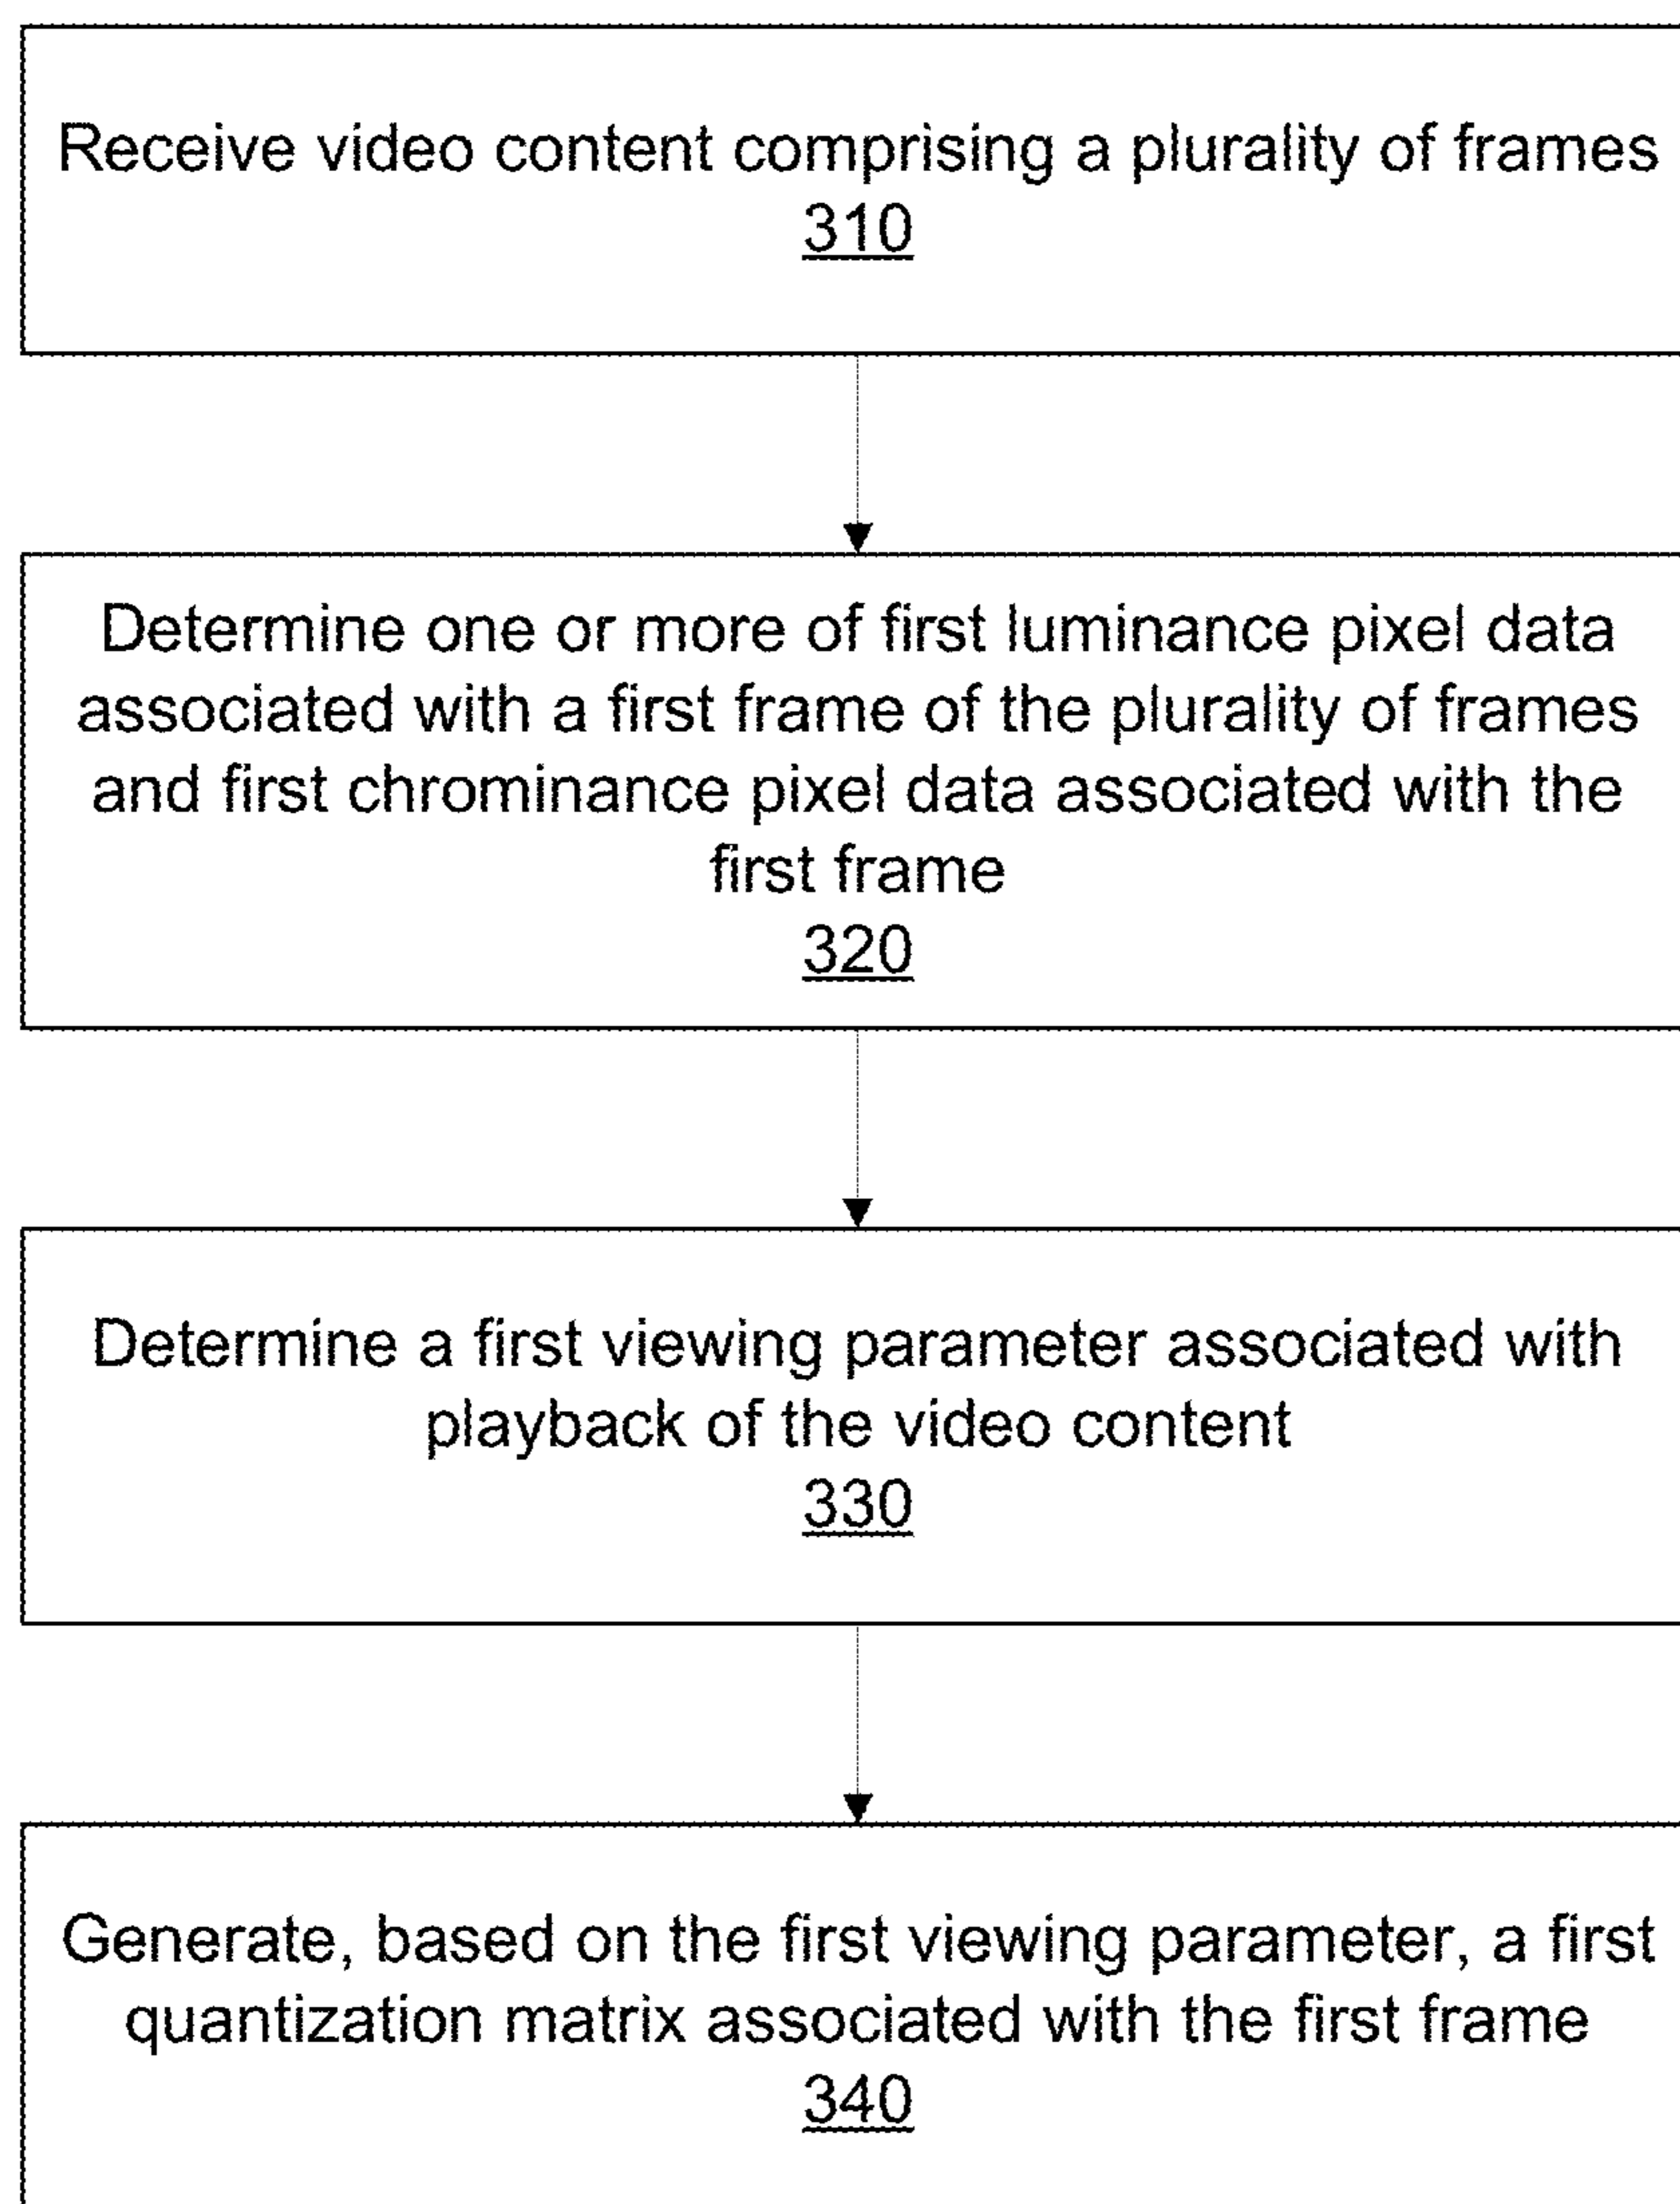 Receive video content comprising a plurality of frames
310
Determine one or more of first luminance pixel data
associated with a first frame of the plurality of frames
and first chrominance pixel data associated with the
first frame
320
Determine a first viewing parameter associated with
playback of the video content
330
Generate, based on the first viewing parameter, a first
quantization matrix associated with the first frame
340